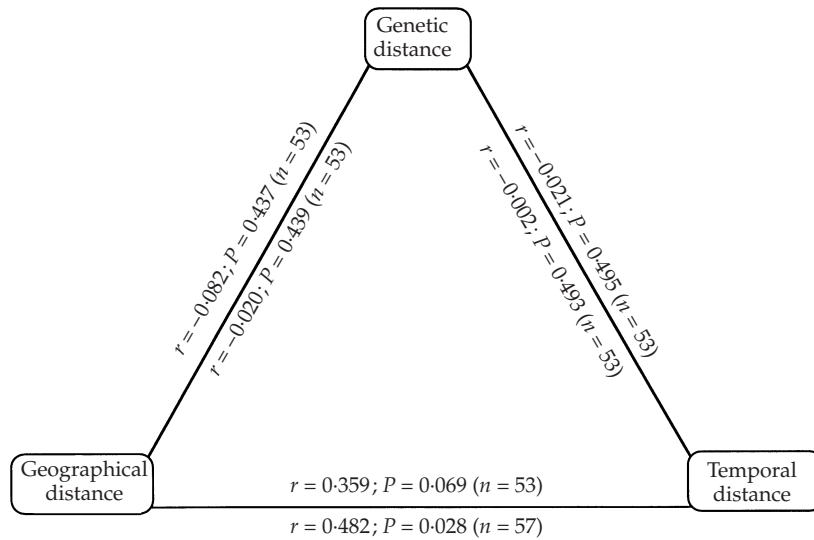 Genetic
distance
r = −0·082; P = 0·437 (n = 53)
r = −0·020; P = 0·439 (n = 53)
r = −0·021; P = 0·495 (n = 53)
r = −0·002; P = 0·493 (n = 53)
Geographical
distance
r = 0·359; P = 0·069 (n = 53)
r = 0·482; P = 0·028 (n = 57)
Temporal
distance